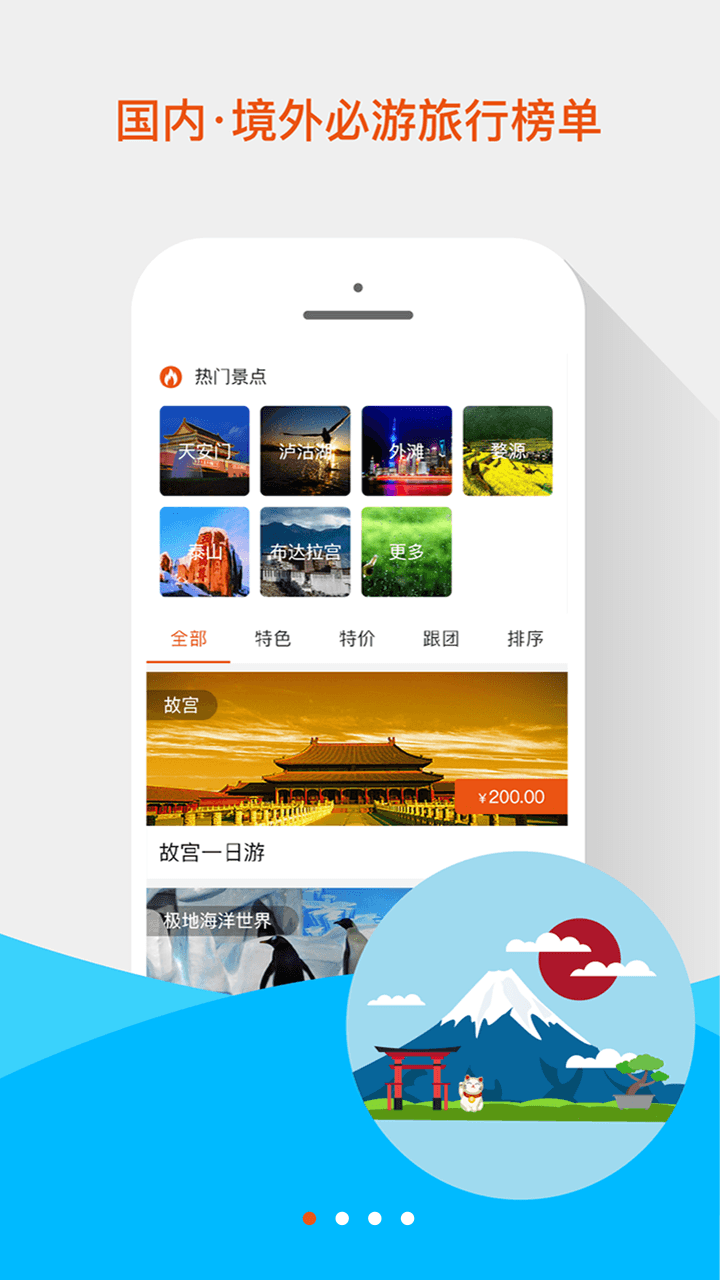 国内·境外必游旅行榜单
热门景点
天安门 泸沽湖 外滩 婺源
泰山 布达拉宫 更多
全部 特色 特价 跟团 排序
故宫
¥200.00
故宫一日游
极地海洋世界